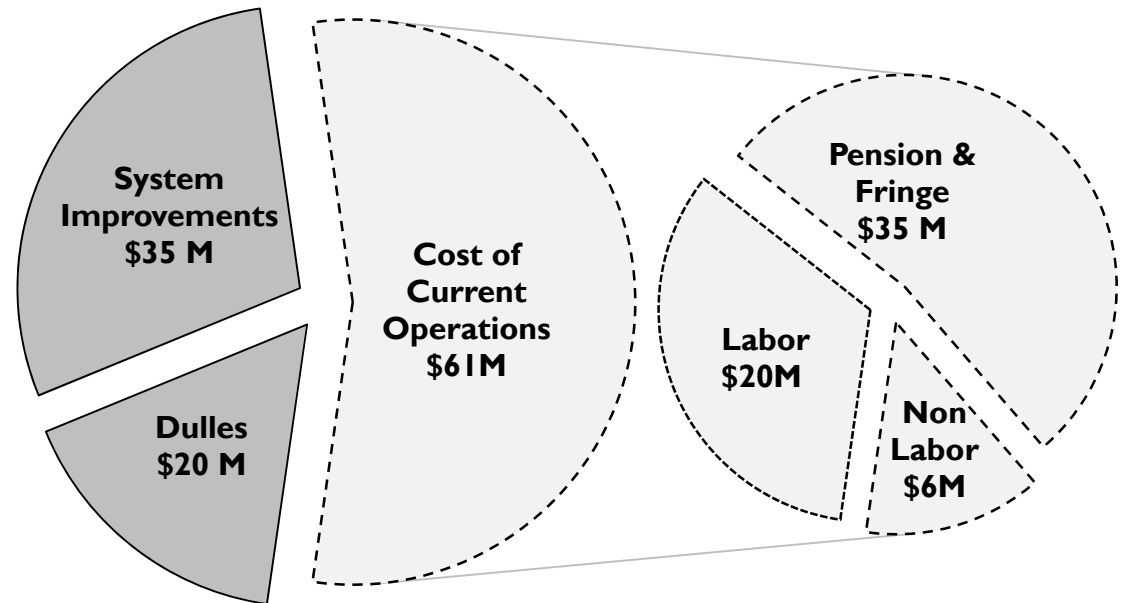 System
Improvements
$35 M
Dulles
$20 M
Cost of
Current
Operations
$61M
Pension &
Fringe
$35 M
Labor
$20M
Non
Labor
$6M